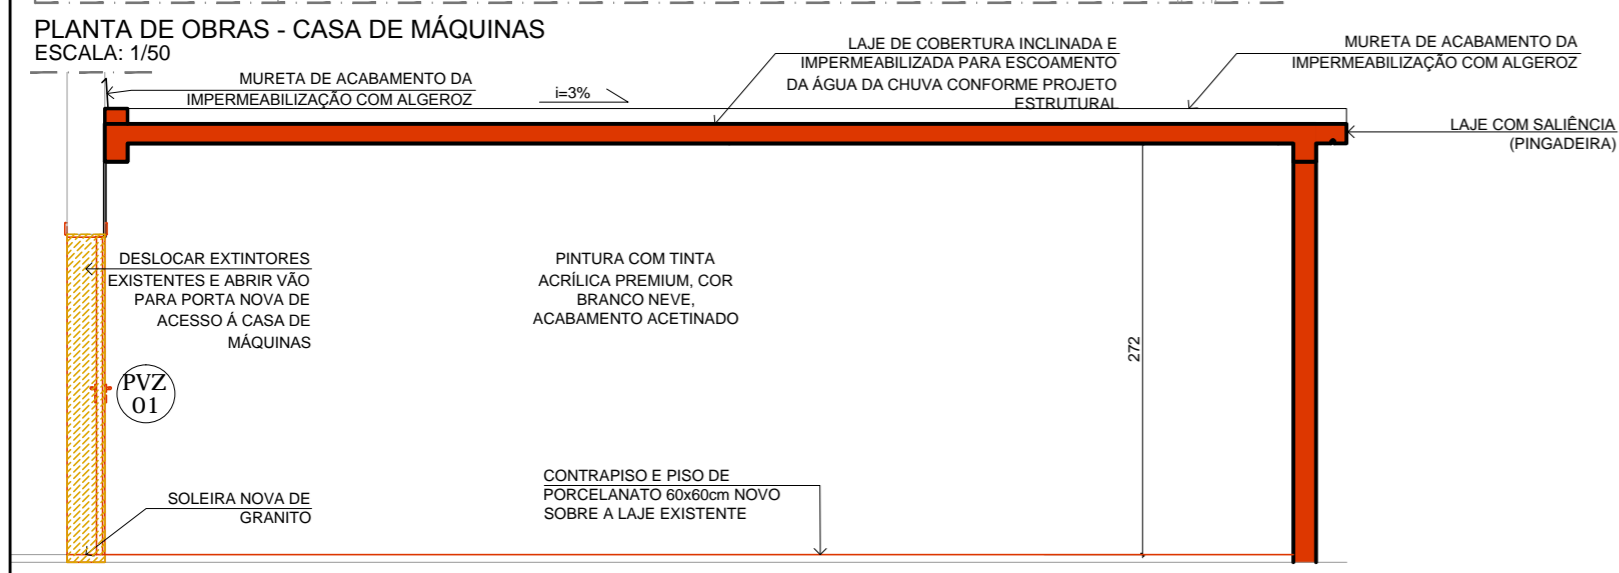 PLANTA DE OBRAS - CASA DE MÁQUINAS
ESCALA: 1/50
MURETA DE ACABAMENTO DA
IMPERMEABILIZAÇÃO COM ALGEROZ
i=3%
LAJE DE COBERTURA INCLINADA E
IMPERMEABILIZADA PARA ESCOAMENTO
DA ÁGUA DA CHUVA CONFORME PROJETO
ESTRUTURAL
MURETA DE ACABAMENTO DA
IMPERMEABILIZAÇÃO COM ALGEROZ
LAJE COM SALIÊNCIA
(PINGADEIRA)
DESLOCAR EXTINTORES
EXISTENTES E ABRIR VÃO
PARA PORTA NOVA DE
ACESSO Á CASA DE
MÁQUINAS
PINTURA COM TINTA
ACRÍLICA PREMIUM, COR
BRANCO NEVE,
ACABAMENTO ACETINADO
272
PVZ
01
SOLEIRA NOVA DE
GRANITO
CONTRAPISO E PISO DE
PORCELANATO 60x60cm NOVO
SOBRE A LAJE EXISTENTE